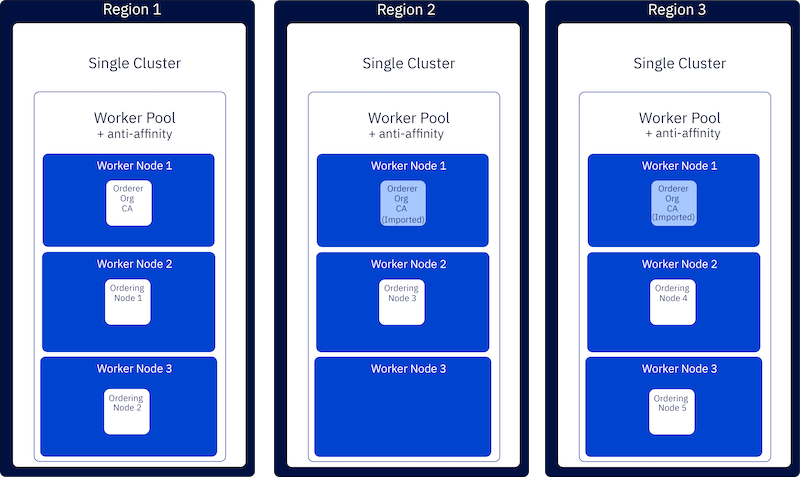 Region 1
Single Cluster
Worker Pool
+ anti-affinity
Worker Node 1
Orderer
Org
CA
Worker Node 2
Ordering
Node 1
Worker Node 3
Ordering
Node 2
Region 2
Single Cluster
Worker Pool
+ anti-affinity
Worker Node 1
Orderer
Org
CA
(Imported)
Worker Node 2
Ordering
Node 3
Worker Node 3
Region 3
Single Cluster
Worker Pool
+ anti-affinity
Worker Node 1
Orderer
Org
CA
(Imported)
Worker Node 2
Ordering
Node 4
Worker Node 3
Ordering
Node 5